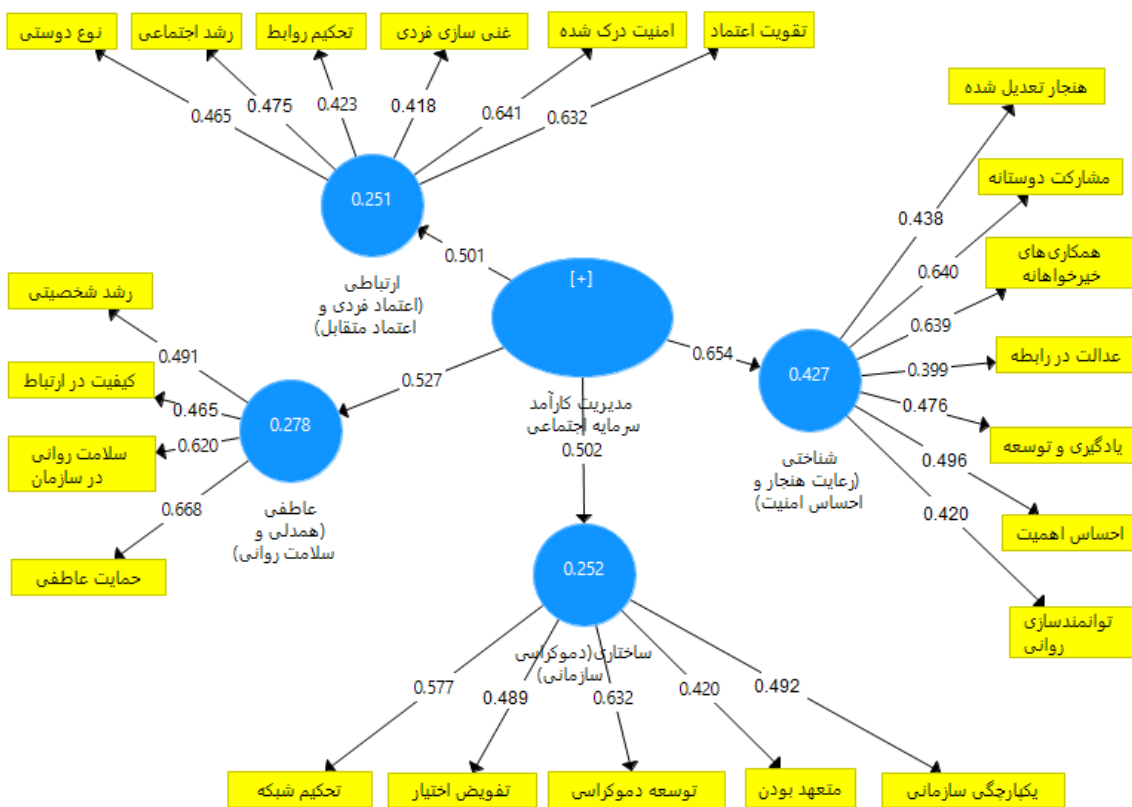 نوع دوستی
رشد اجتماعی
تحکیم روابط
غنی سازی فردی
امنیت درک شده
تقویت اعتماد
0.465
0.475
0.423
0.418
0.641
0.632
0.251
ارتباطی
(اعتماد فردی و
اعتماد متقابل)
0.501
[+]
مدیریت کارآمد
سرمایه اجتماعی
0.654
0.427
شناختی
(رعایت هنجار و
احساس امنیت)
هنجار تعدیل شده
0.438
مشارکت دوستانه
0.640
همکاری‌های
خیرخواهانه
0.639
عدالت در رابطه
0.399
یادگیری و توسعه
0.476
احساس اهمیت
0.496
توانمندسازی
روانی
0.420
0.527
0.278
عاطفی
(همدلی و
سلامت روانی)
رشد شخصیتی
0.491
کیفیت در ارتباط
0.465
سلامت روانی
در سازمان
0.620
حمایت عاطفی
0.668
0.502
0.252
ساختاری(دموکراسی
سازمانی)
0.577
0.489
0.632
0.420
0.492
تحکیم شبکه
تفویض اختیار
توسعه دموکراسی
متعهد بودن
یکپارچگی سازمانی